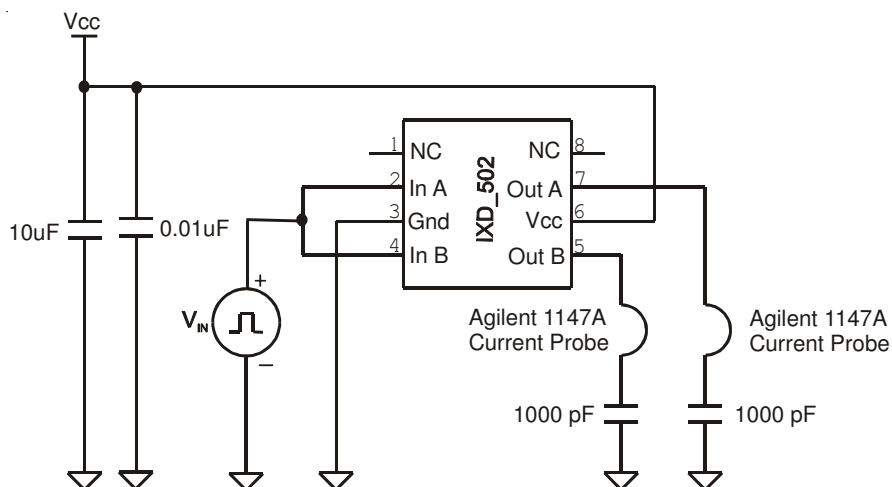 Vcc
10uF
0.01uF
VIN
+
−
IXD_502
1
NC
2
In A
3
Gnd
4
In B
8
NC
7
Out A
6
Vcc
5
Out B
Agilent 1147A
Current Probe
Agilent 1147A
Current Probe
1000 pF
1000 pF